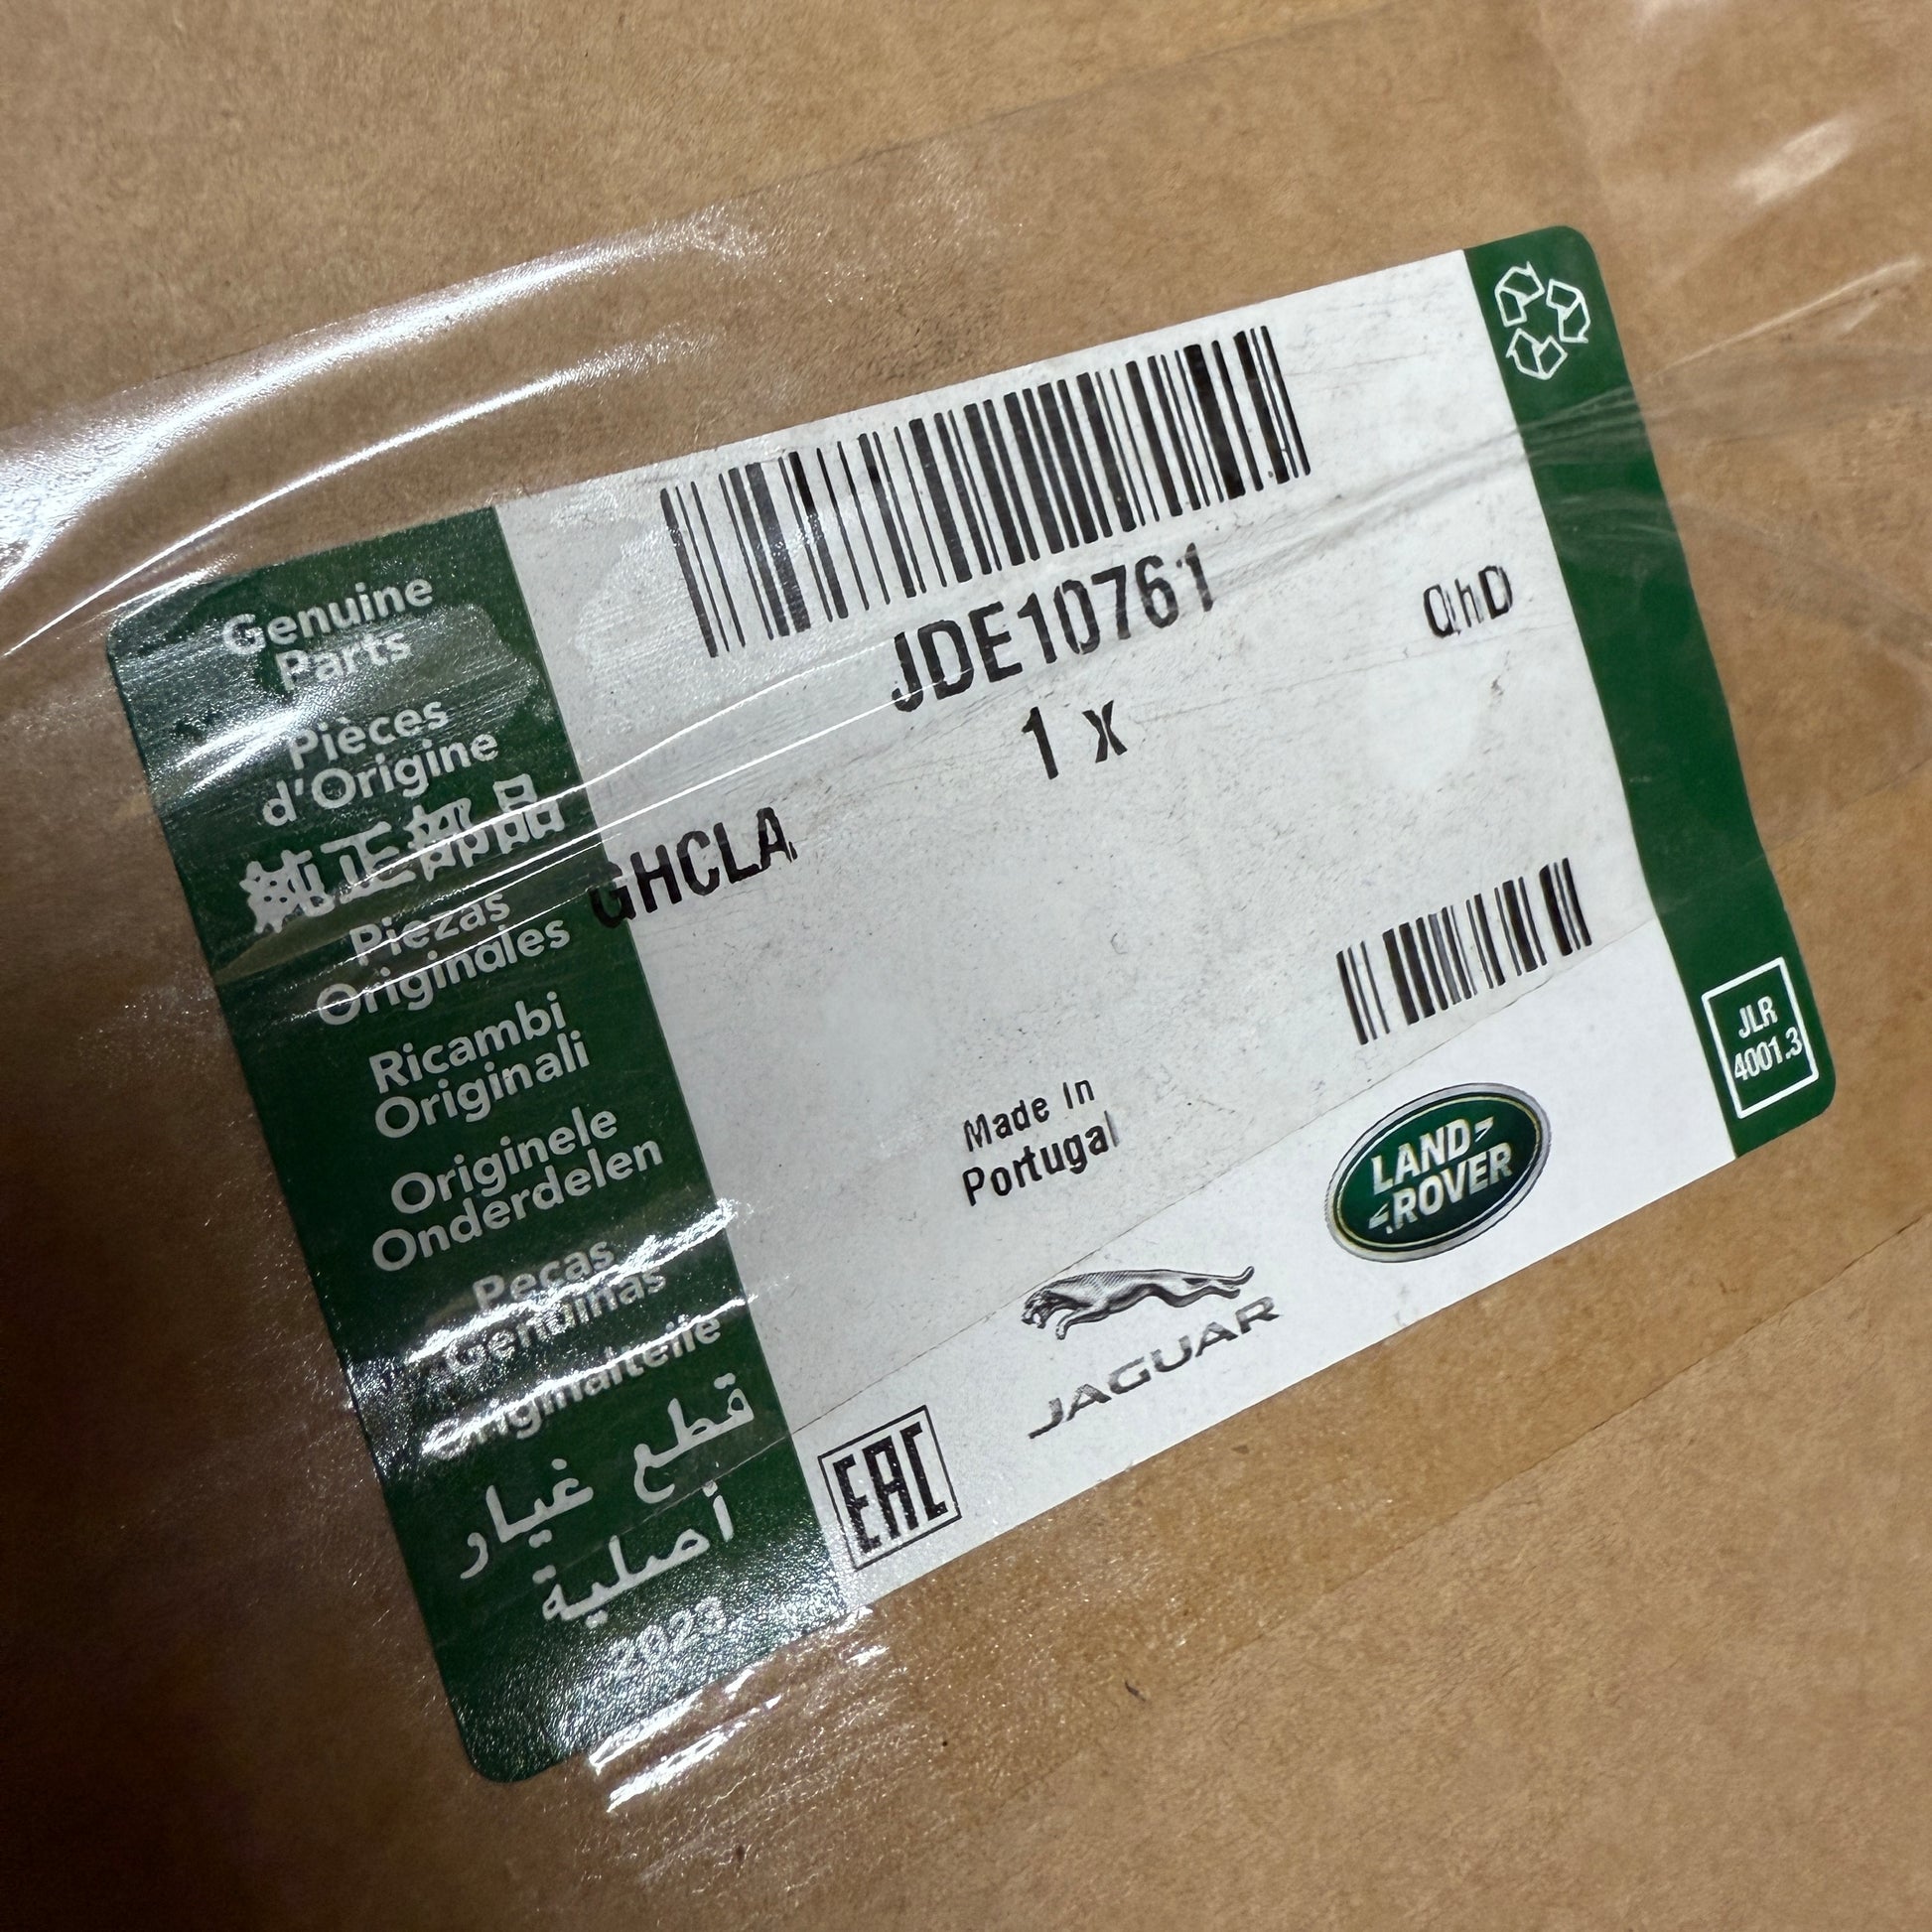 Genuine
Parts
Pièces
d'Origine
純正部品
Piezas
Originales
Ricambi
Originali
Originele
Onderdelen
Peças
Genuínas
Originalteile
قطع غيار
أصلية
2023
JDE10761
1 x
QhD
GHCLA
Made In
Portugal
JAGUAR
LAND
ROVER
EAC
JLR
4001.3